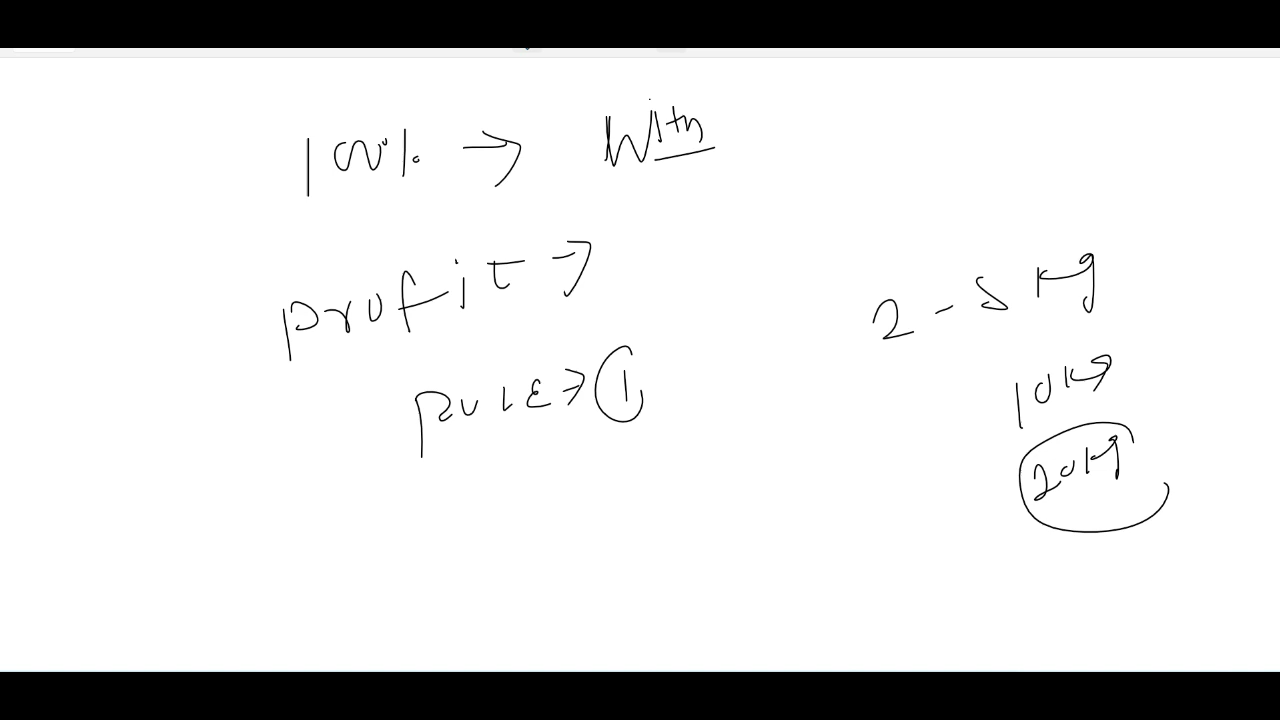 100% → With
profit →
RULE → 1
2 - 5 Kg
10 Kg
20 Kg